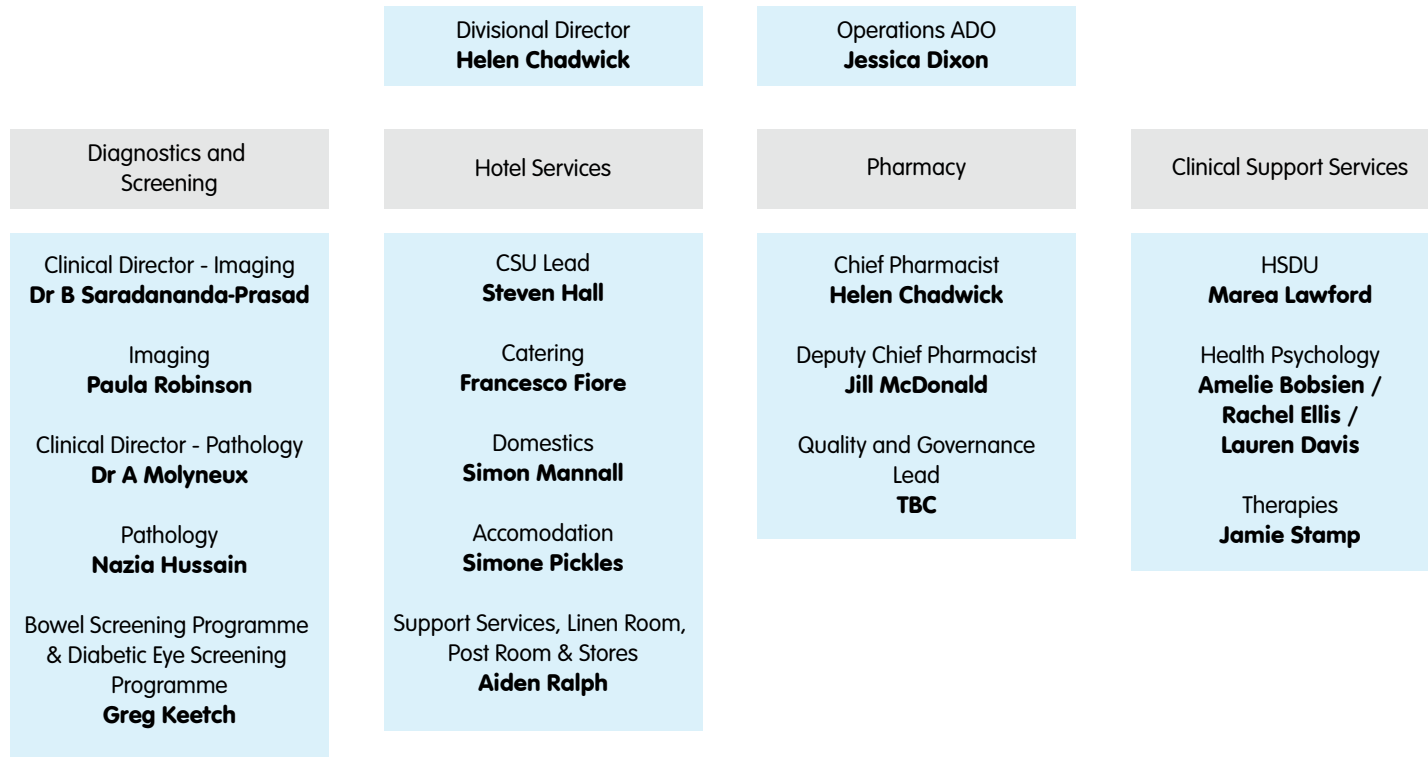 Divisional Director
Helen Chadwick
Operations ADO
Jessica Dixon
Diagnostics and
Screening
Hotel Services
Pharmacy
Clinical Support Services
Clinical Director - Imaging
Dr B Saradananda-Prasad
Imaging
Paula Robinson
Clinical Director - Pathology
Dr A Molyneux
Pathology
Nazia Hussain
Bowel Screening Programme
& Diabetic Eye Screening
Programme
Greg Keetch
CSU Lead
Steven Hall
Catering
Francesco Fiore
Domestics
Simon Mannall
Accomodation
Simone Pickles
Support Services, Linen Room,
Post Room & Stores
Aiden Ralph
Chief Pharmacist
Helen Chadwick
Deputy Chief Pharmacist
Jill McDonald
Quality and Governance
Lead
TBC
HSDU
Marea Lawford
Health Psychology
Amelie Bobsien /
Rachel Ellis /
Lauren Davis
Therapies
Jamie Stamp